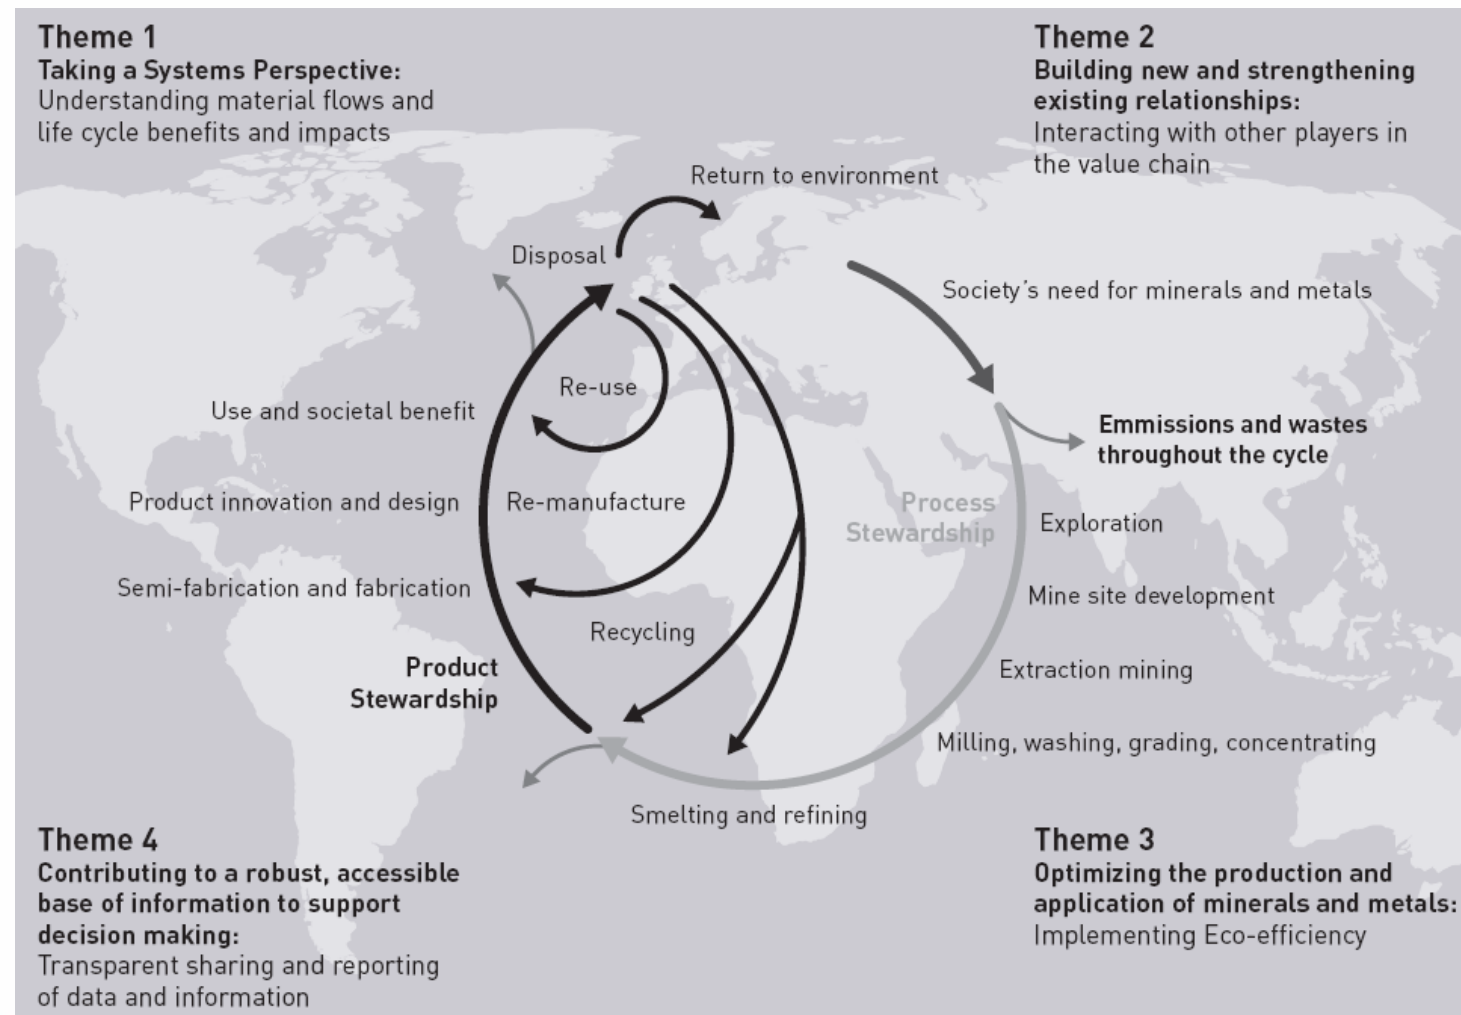 Theme 1
Taking a Systems Perspective:
Understanding material flows and
life cycle benefits and impacts
Theme 2
Building new and strengthening
existing relationships:
Interacting with other players in
the value chain
Return to environment
Disposal
Society's need for minerals and metals
Re-use
Use and societal benefit
Emmissions and wastes
throughout the cycle
Product innovation and design
Re-manufacture
Process
Stewardship
Exploration
Semi-fabrication and fabrication
Mine site development
Recycling
Product
Stewardship
Extraction mining
Milling, washing, grading, concentrating
Smelting and refining
Theme 4
Contributing to a robust, accessible
base of information to support
decision making:
Transparent sharing and reporting
of data and information
Theme 3
Optimizing the production and
application of minerals and metals:
Implementing Eco-efficiency